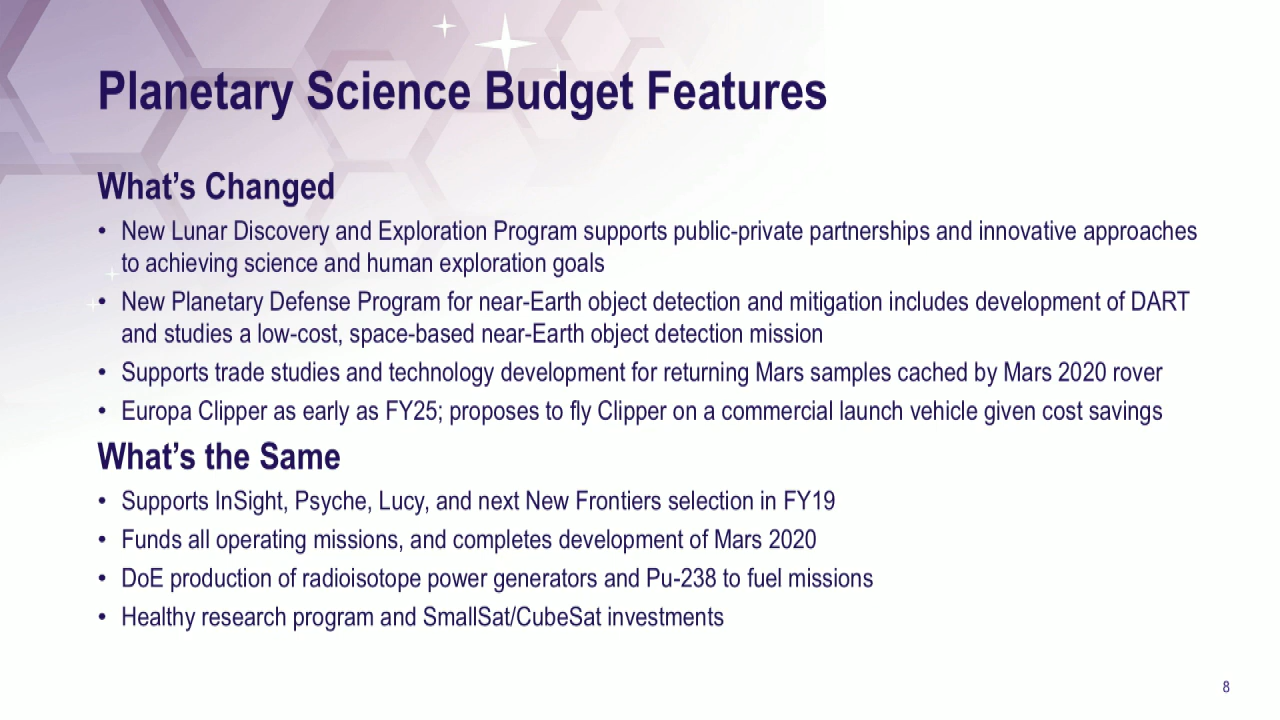 Planetary Science Budget Features
What’s Changed
• New Lunar Discovery and Exploration Program supports public-private partnerships and innovative approaches
to achieving science and human exploration goals
• New Planetary Defense Program for near-Earth object detection and mitigation includes development of DART
and studies a low-cost, space-based near-Earth object detection mission
• Supports trade studies and technology development for returning Mars samples cached by Mars 2020 rover
• Europa Clipper as early as FY25; proposes to fly Clipper on a commercial launch vehicle given cost savings
What’s the Same
• Supports InSight, Psyche, Lucy, and next New Frontiers selection in FY19
• Funds all operating missions, and completes development of Mars 2020
• DoE production of radioisotope power generators and Pu-238 to fuel missions
• Healthy research program and SmallSat/CubeSat investments
8